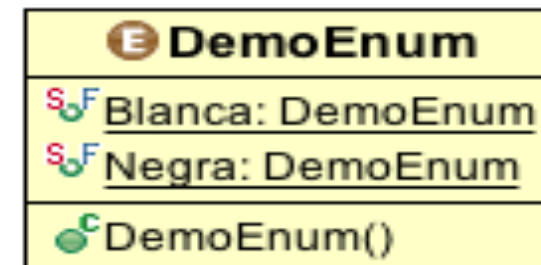 E DemoEnum
S F Blanca: DemoEnum
S F Negra: DemoEnum
C DemoEnum()